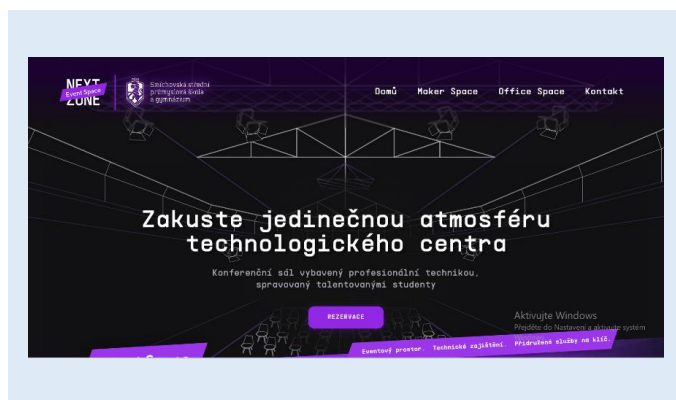 NEXT
Event Space
ZONE
Smíchovská střední
průmyslová škola
a gymnázium
Domů Maker Space Office Space Kontakt
Zakuste jedinečnou atmosféru
technologického centra
Konferenční sál vybavený profesionální technikou,
spravovaný talentovanými studenty
REZERVACE
Aktivujte Windows
Přejděte do Nastavení a aktivujte systém
Eventový prostor. Technické zajištění. Přidružené služby na klíč.